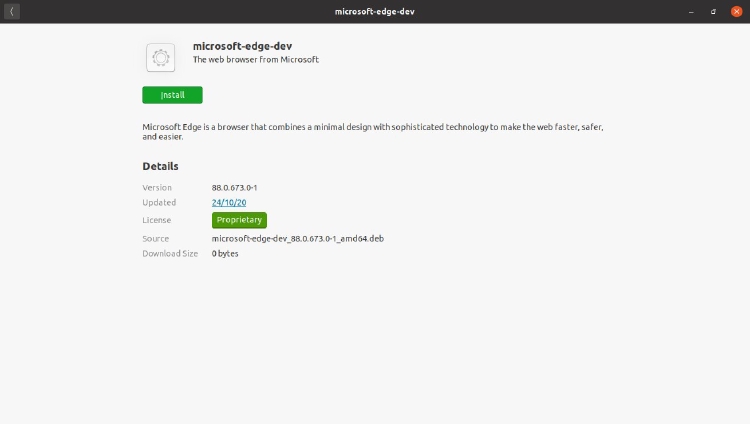 microsoft-edge-dev
microsoft-edge-dev
The web browser from Microsoft
Install
Microsoft Edge is a browser that combines a minimal design with sophisticated technology to make the web faster, safer,
and easier.
Details
Version 88.0.673.0-1
Updated 24/10/20
License Proprietary
Source microsoft-edge-dev_88.0.673.0-1_amd64.deb
Download Size 0 bytes